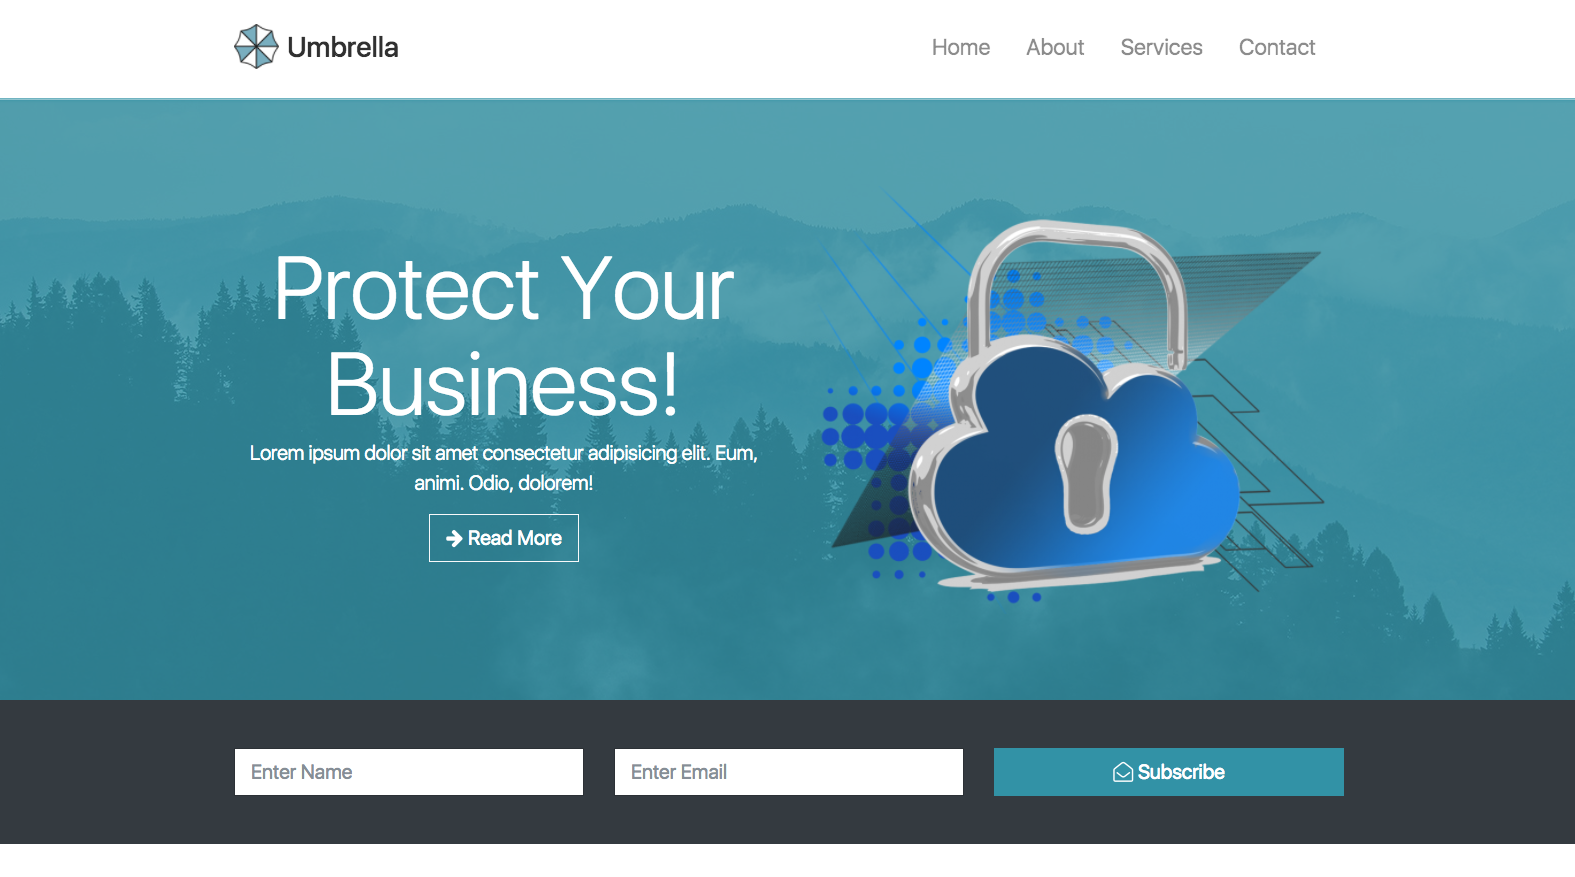 Umbrella
Home About Services Contact
Protect Your
Business!
Lorem ipsum dolor sit amet consectetur adipisicing elit. Eum,
animi. Odio, dolorem!
Read More
Enter Name
Enter Email
Subscribe